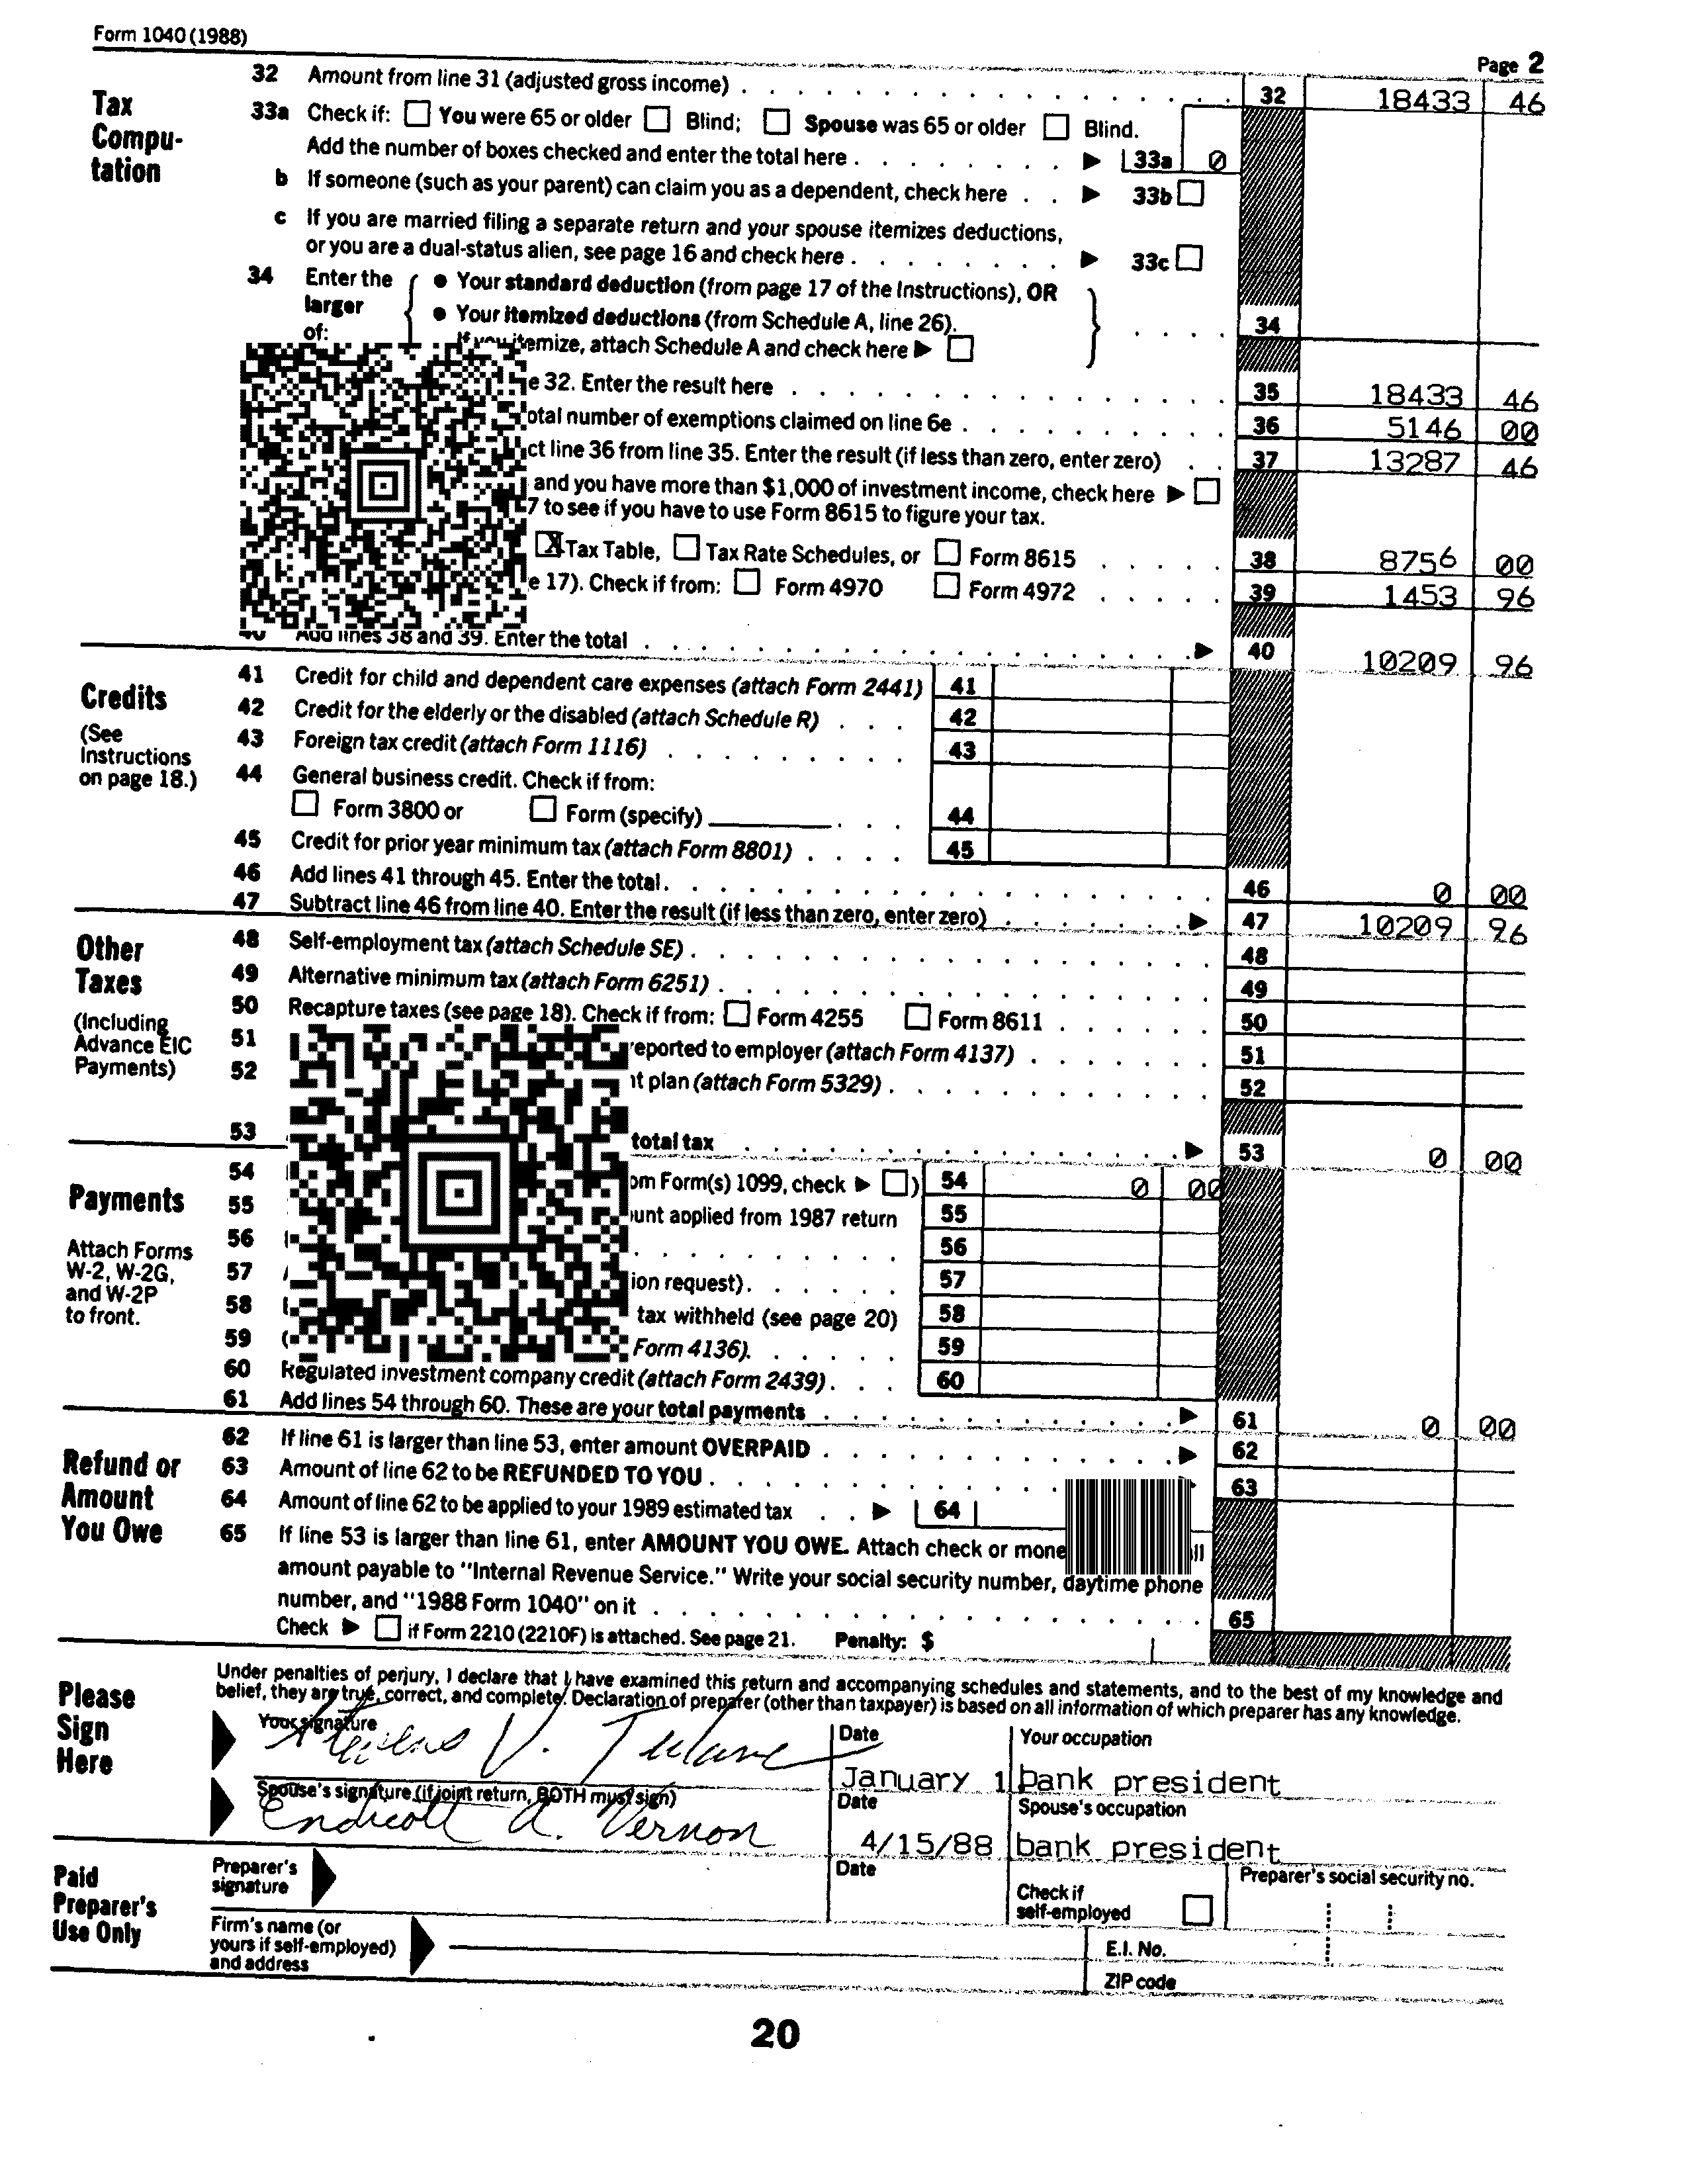 Form 1040 (1988)
Page 2
Tax Compu- tation
32 Amount from line 31 (adjusted gross income) 32 18433 46
33a Check if: You were 65 or older Blind; Spouse was 65 or older Blind.
Add the number of boxes checked and enter the total here 33a 0
b If someone (such as your parent) can claim you as a dependent, check here 33b
c If you are married filing a separate return and your spouse itemizes deductions,
or you are a dual-status alien, see page 16 and check here 33c
34 Enter the larger of: • Your standard deduction (from page 17 of the Instructions), OR
• Your itemized deductions (from Schedule A, line 26). 34
If you itemize, attach Schedule A and check here
e 32. Enter the result here 35 18433 46
otal number of exemptions claimed on line 6e 36 5146 00
ct line 36 from line 35. Enter the result (if less than zero, enter zero) 37 13287 46
and you have more than $1,000 of investment income, check here
7 to see if you have to use Form 8615 to figure your tax.
X Tax Table, Tax Rate Schedules, or Form 8615 38 8756 00
e 17). Check if from: Form 4970 Form 4972 39 1453 96
40 Add lines 38 and 39. Enter the total 40 10209 96
Credits
(See Instructions on page 18.)
41 Credit for child and dependent care expenses (attach Form 2441) 41
42 Credit for the elderly or the disabled (attach Schedule R) 42
43 Foreign tax credit (attach Form 1116) 43
44 General business credit. Check if from:
Form 3800 or Form (specify) 44
45 Credit for prior year minimum tax (attach Form 8801) 45
46 Add lines 41 through 45. Enter the total. 46 0 00
47 Subtract line 46 from line 40. Enter the result (if less than zero, enter zero) 47 10209 96
Other Taxes
(Including Advance EIC Payments)
48 Self-employment tax (attach Schedule SE) 48
49 Alternative minimum tax (attach Form 6251) 49
50 Recapture taxes (see page 18). Check if from: Form 4255 Form 8611 50
51 reported to employer (attach Form 4137) 51
52 nt plan (attach Form 5329) 52
53 total tax 53 0 00
Payments
Attach Forms W-2, W-2G, and W-2P to front.
54 om Form(s) 1099, check ) 54 0 00
55 unt applied from 1987 return 55
56 56
57 ion request). 57
58 tax withheld (see page 20) 58
59 Form 4136). 59
60 Regulated investment company credit (attach Form 2439) 60
61 Add lines 54 through 60. These are your total payments 61 0 00
Refund or Amount You Owe
62 If line 61 is larger than line 53, enter amount OVERPAID 62
63 Amount of line 62 to be REFUNDED TO YOU 63
64 Amount of line 62 to be applied to your 1989 estimated tax 64
65 If line 53 is larger than line 61, enter AMOUNT YOU OWE. Attach check or mone ll
amount payable to "Internal Revenue Service." Write your social security number, daytime phone
number, and "1988 Form 1040" on it 65
Check if Form 2210 (2210F) is attached. See page 21. Penalty: $
Please Sign Here
Under penalties of perjury, I declare that I have examined this return and accompanying schedules and statements, and to the best of my knowledge and
belief, they are true, correct, and complete. Declaration of preparer (other than taxpayer) is based on all information of which preparer has any knowledge.
Your signature Date Your occupation
V. January 1 bank president
Spouse's signature (if joint return, BOTH must sign) Date Spouse's occupation
Endicott A. Vernon 4/15/88 bank president
Paid Preparer's Use Only
Preparer's signature Date Check if self-employed Preparer's social security no.
Firm's name (or yours if self-employed) and address E.I. No.
ZIP code
20